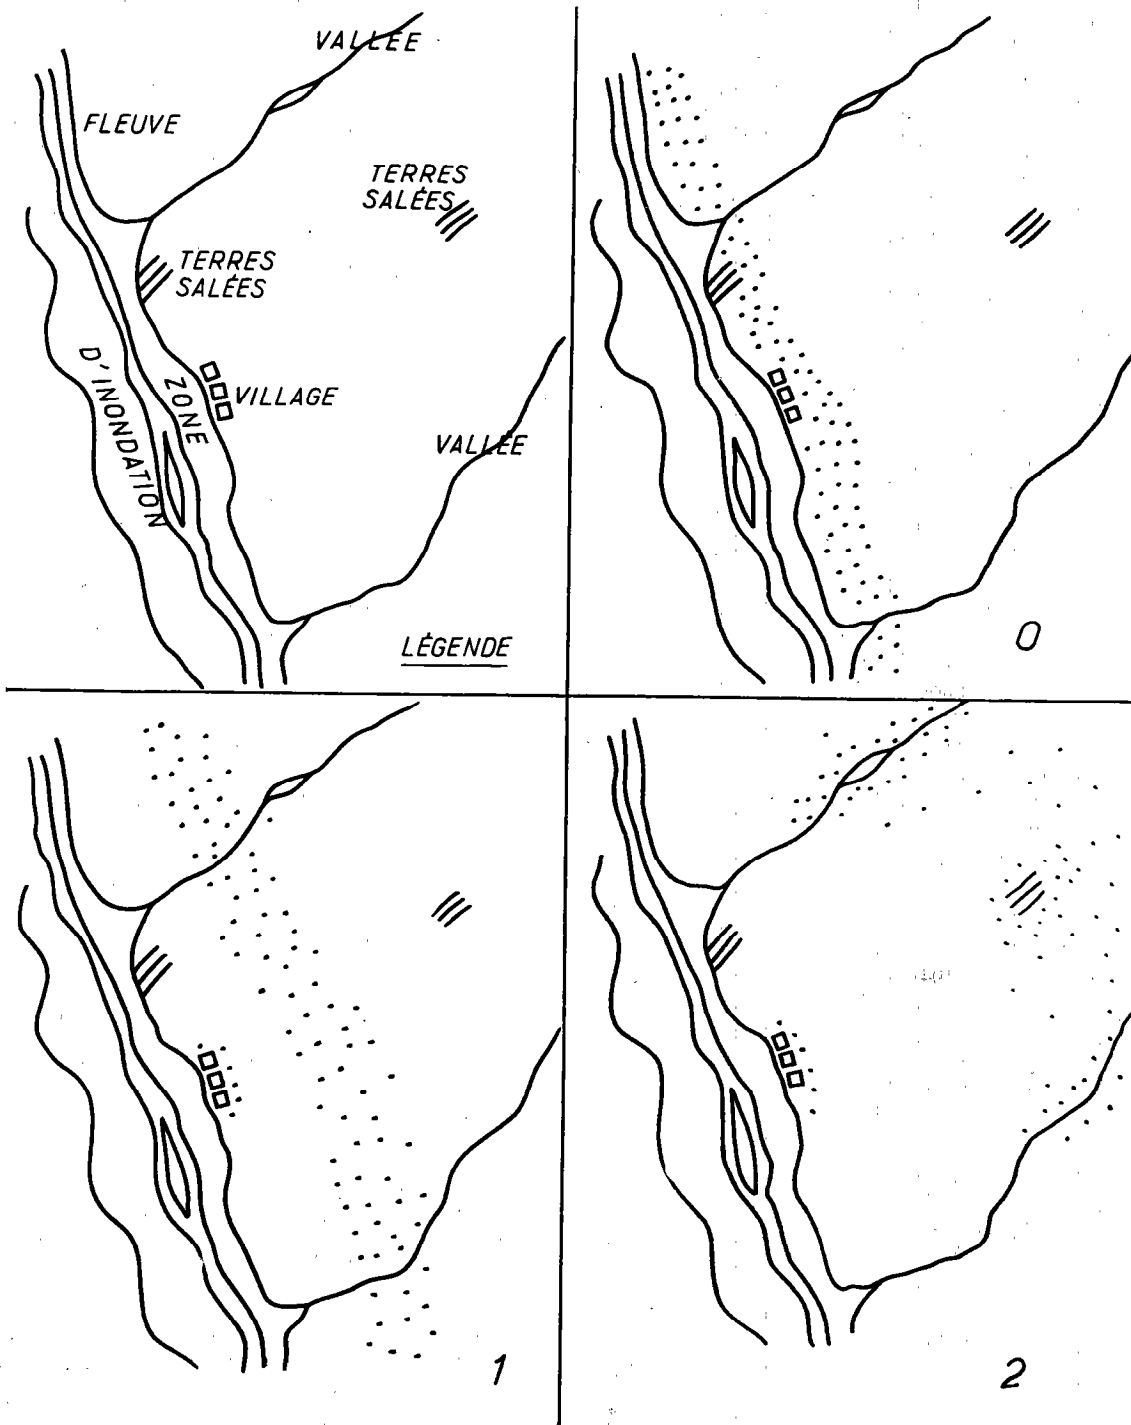 VALLÉE
FLEUVE
TERRES
SALÉES
TERRES
SALÉES
D'INONDATION
ZONE
VILLAGE
VALLÉE
LÉGENDE
0
1
2